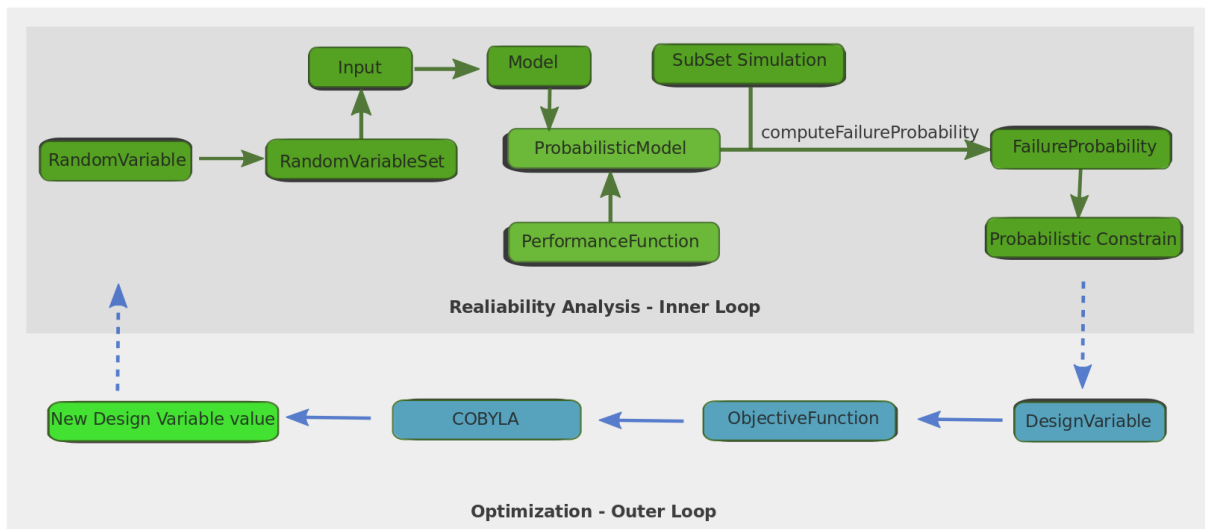 Input
Model
SubSet Simulation
RandomVariable
RandomVariableSet
ProbabilisticModel
computeFailureProbability
FailureProbability
PerformanceFunction
Probabilistic Constrain
Realiability Analysis - Inner Loop
New Design Variable value
COBYLA
ObjectiveFunction
DesignVariable
Optimization - Outer Loop